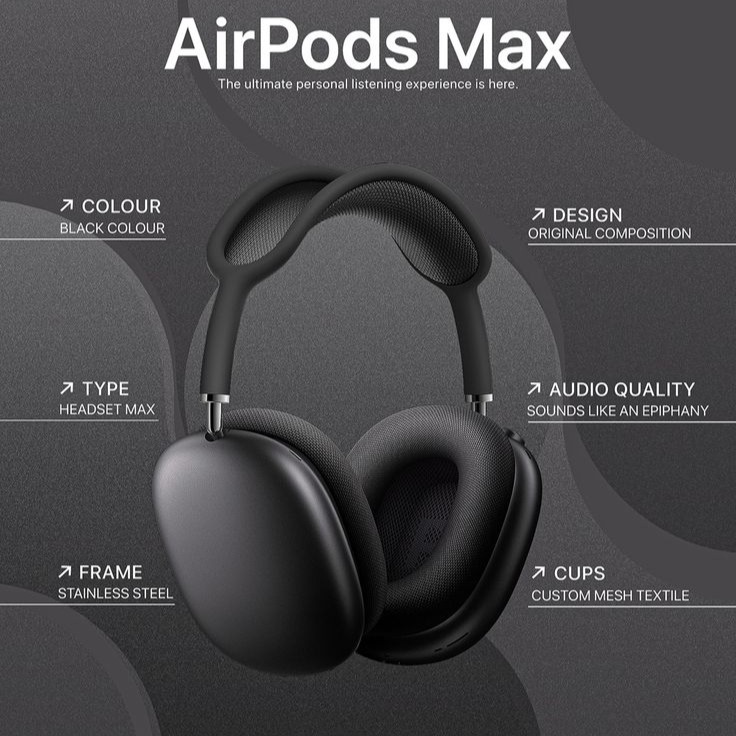 AirPods Max
The ultimate personal listening experience is here.
COLOUR
BLACK COLOUR
DESIGN
ORIGINAL COMPOSITION
TYPE
HEADSET MAX
AUDIO QUALITY
SOUNDS LIKE AN EPIPHANY
FRAME
STAINLESS STEEL
CUPS
CUSTOM MESH TEXTILE